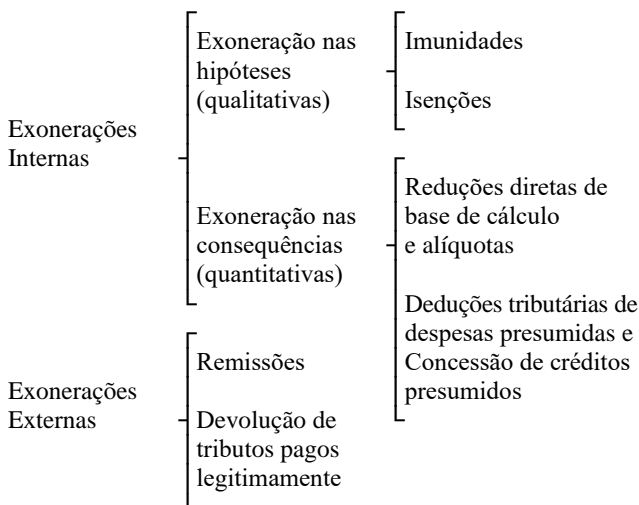 Exonerações
Internas
Exoneração nas
hipóteses
(qualitativas)
Imunidades
Isenções
Exoneração nas
consequências
(quantitativas)
Reduções diretas de
base de cálculo
e alíquotas
Deduções tributárias de
despesas presumidas e
Concessão de créditos
presumidos
Exonerações
Externas
Remissões
Devolução de
tributos pagos
legitimamente